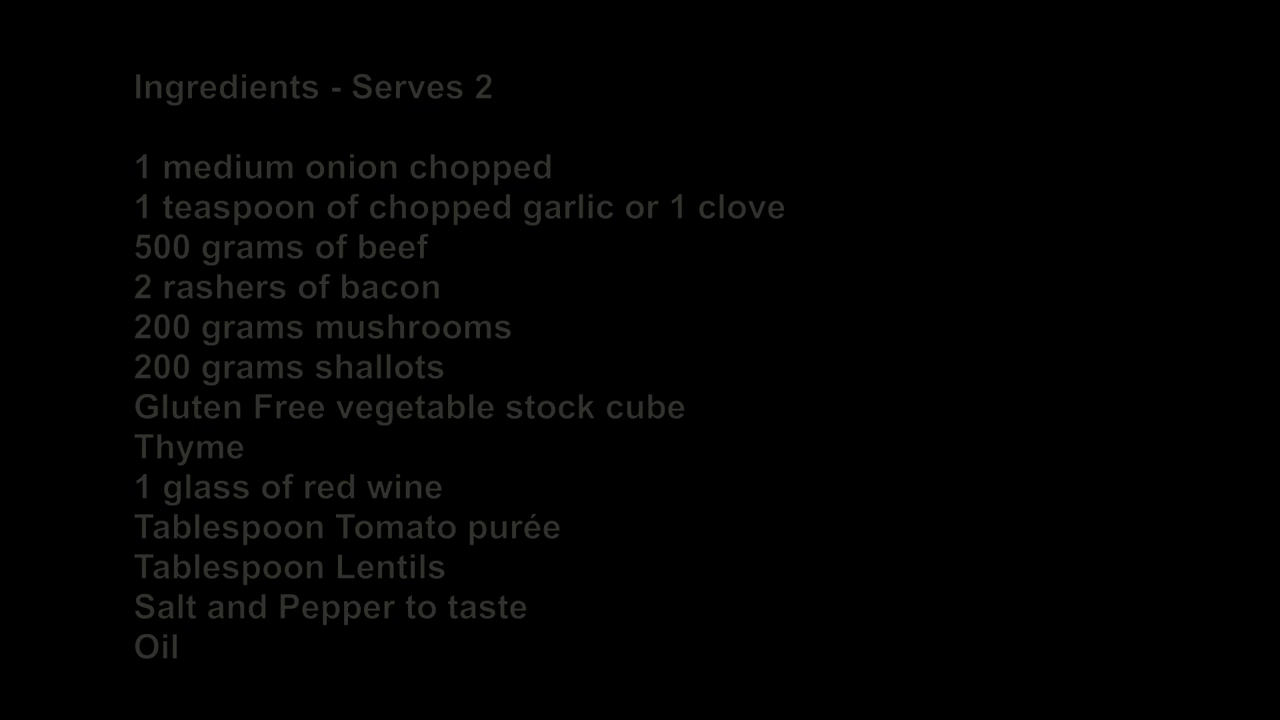 Ingredients - Serves 2
1 medium onion chopped
1 teaspoon of chopped garlic or 1 clove
500 grams of beef
2 rashers of bacon
200 grams mushrooms
200 grams shallots
Gluten Free vegetable stock cube
Thyme
1 glass of red wine
Tablespoon Tomato purée
Tablespoon Lentils
Salt and Pepper to taste
Oil